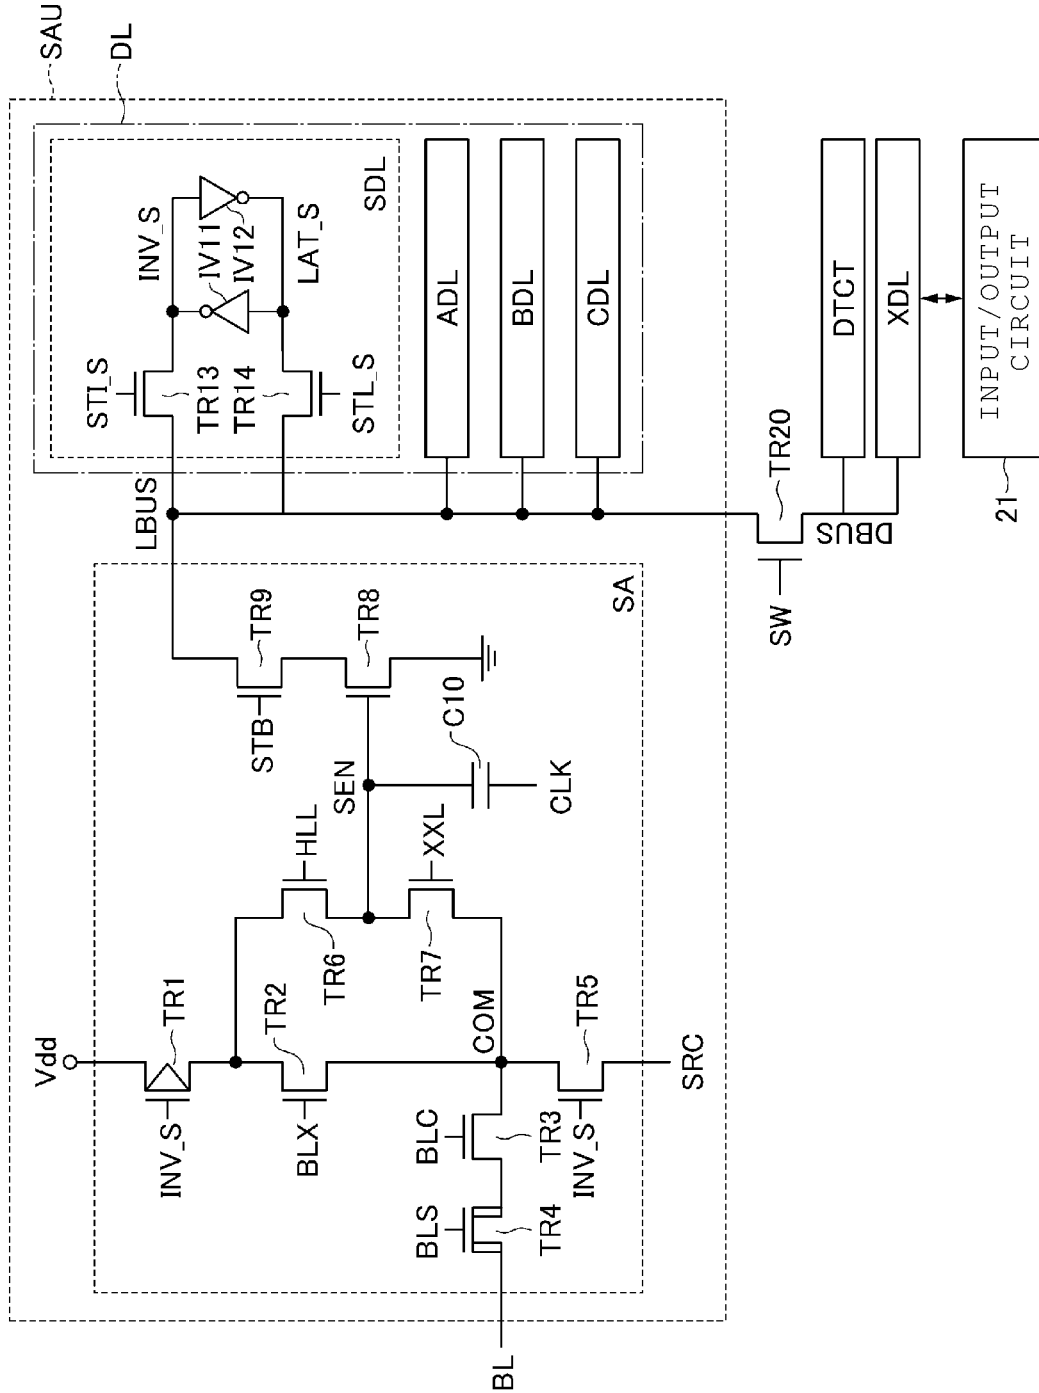 SAU
DL
INV_S
IV11
IV12
LAT_S
SDL
STI_S
TR13
TR14
STL_S
ADL
BDL
CDL
LBUS
DTCT
XDL
INPUT/OUTPUT
CIRCUIT
21
TR20
DBUS
SW
SA
TR9
TR8
STB
SEN
C10
CLK
HLL
XXL
TR6
TR7
Vdd
TR1
INV_S
TR2
BLX
COM
BLC
TR3
BLS
TR4
TR5
INV_S
SRC
BL